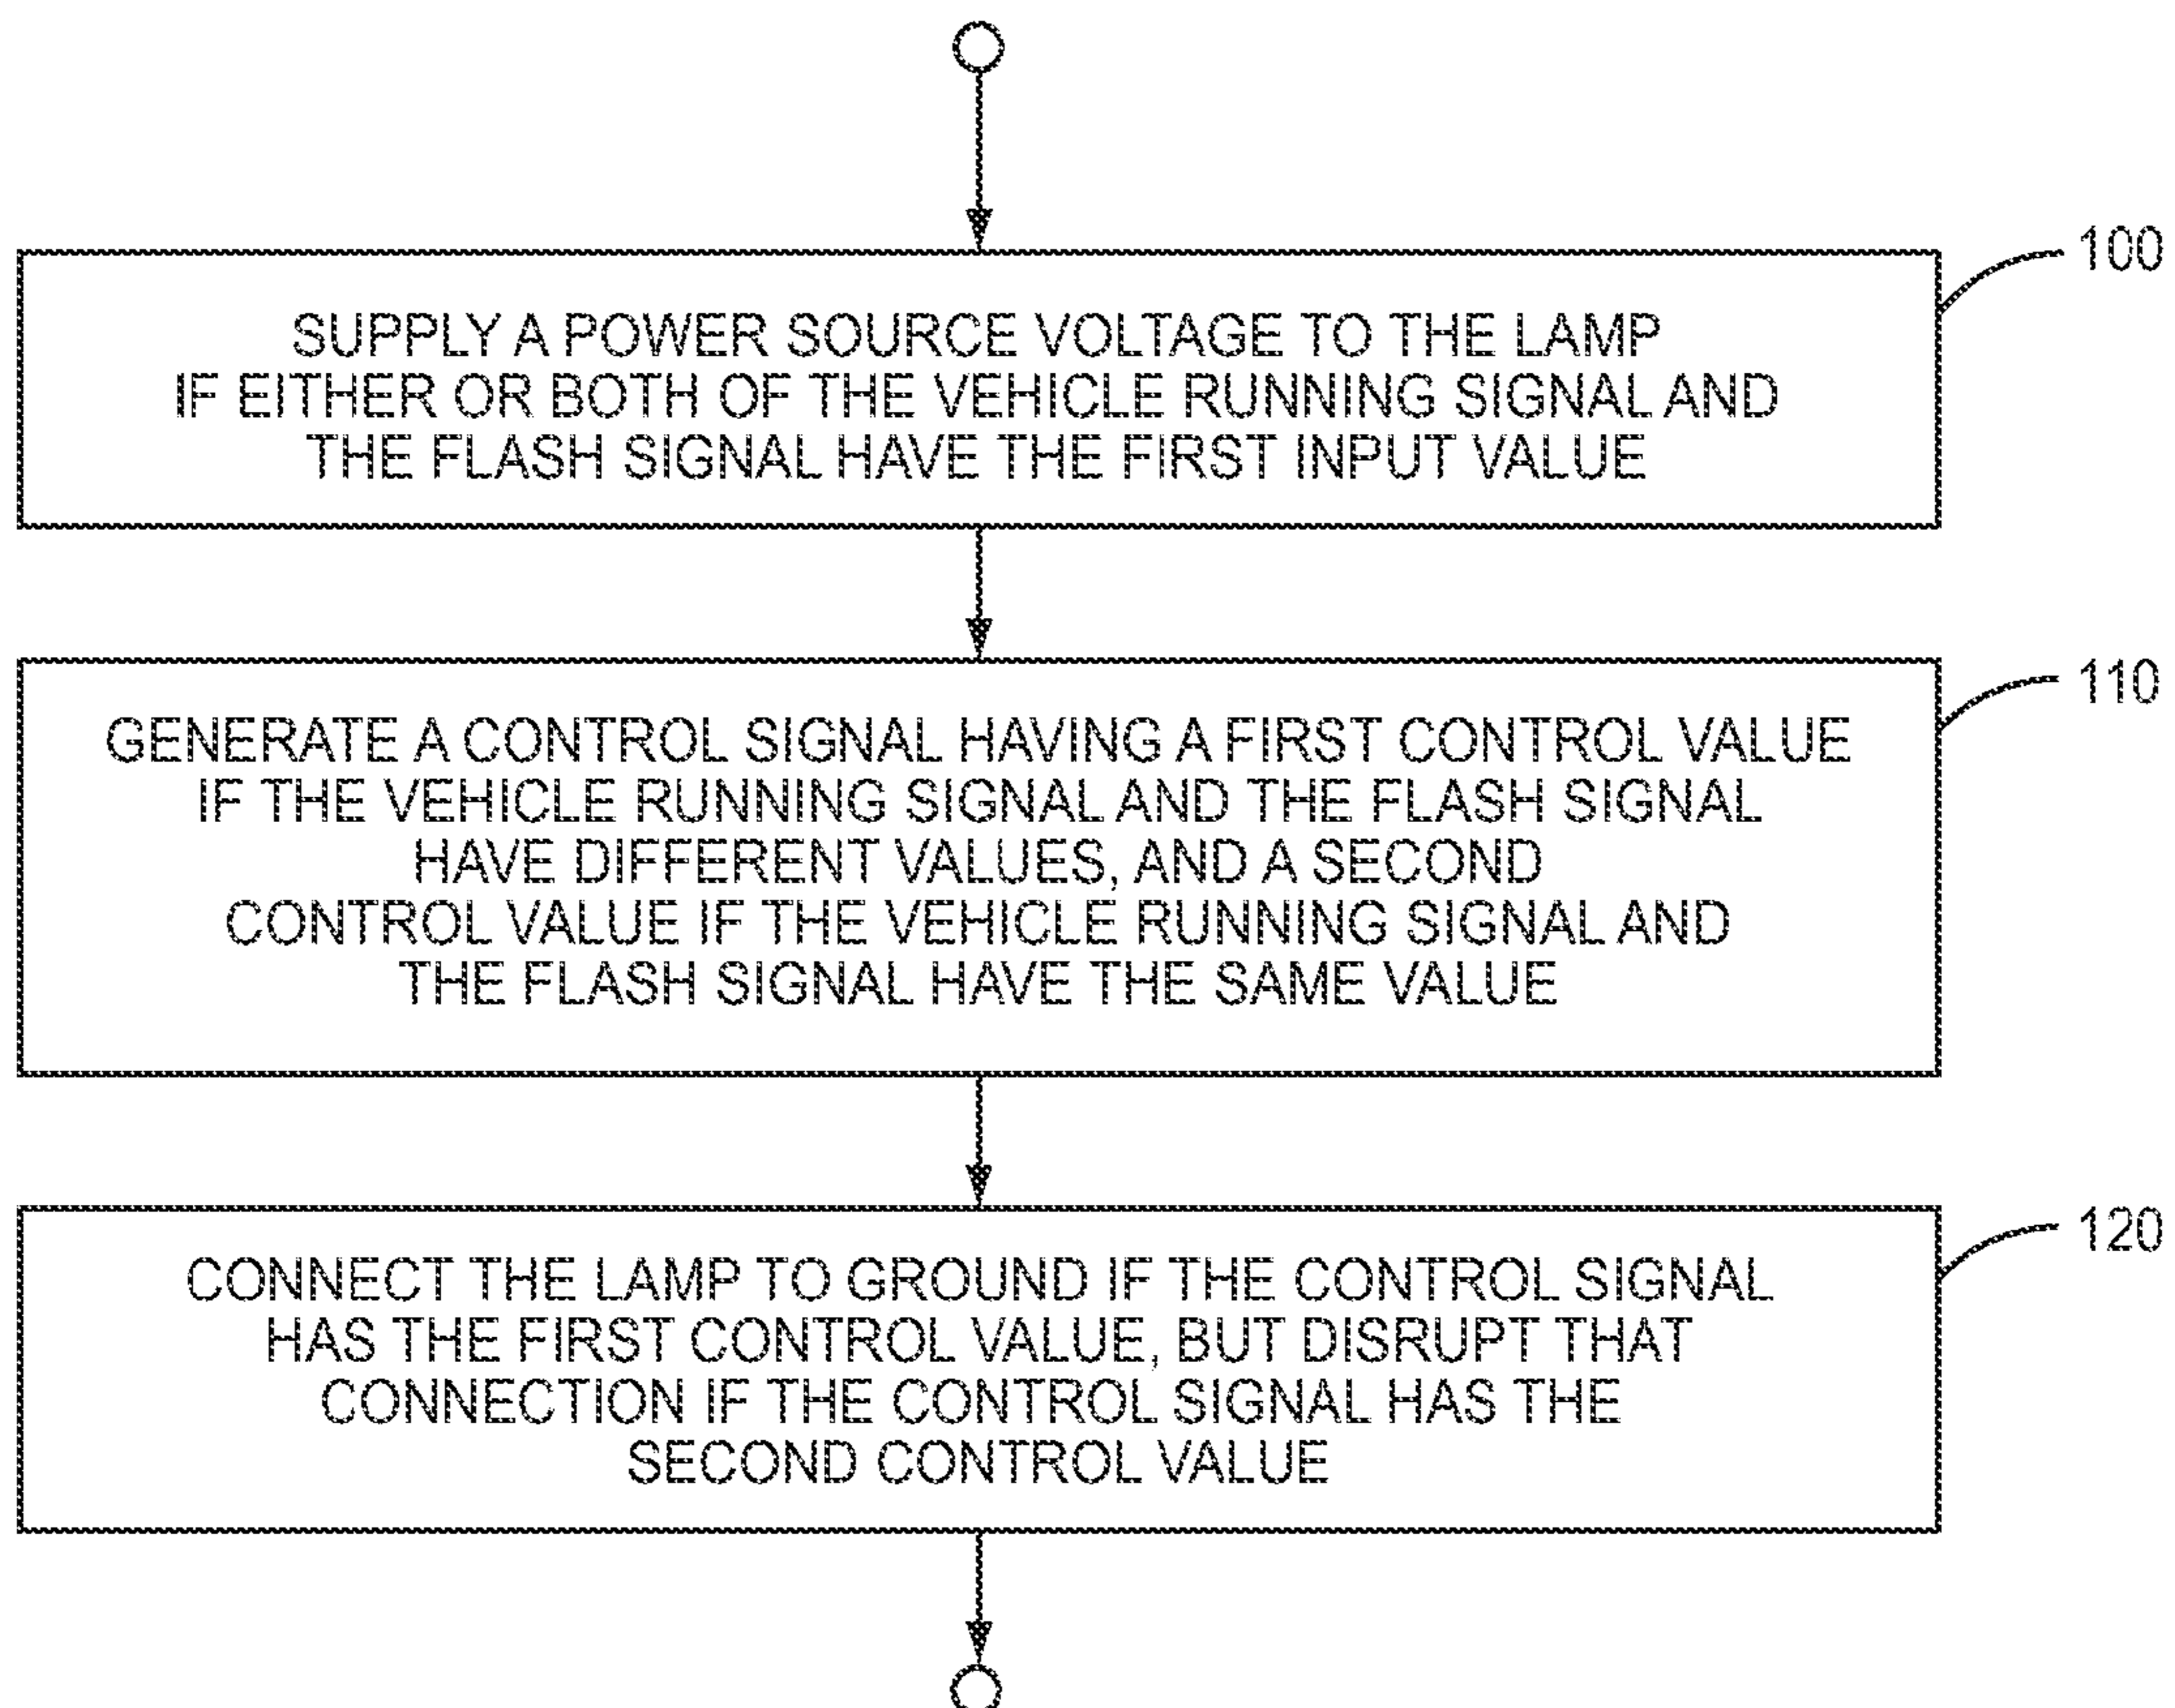 100
SUPPLY A POWER SOURCE VOLTAGE TO THE LAMP
IF EITHER OR BOTH OF THE VEHICLE RUNNING SIGNAL AND
THE FLASH SIGNAL HAVE THE FIRST INPUT VALUE
110
GENERATE A CONTROL SIGNAL HAVING A FIRST CONTROL VALUE
IF THE VEHICLE RUNNING SIGNAL AND THE FLASH SIGNAL
HAVE DIFFERENT VALUES, AND A SECOND
CONTROL VALUE IF THE VEHICLE RUNNING SIGNAL AND
THE FLASH SIGNAL HAVE THE SAME VALUE
120
CONNECT THE LAMP TO GROUND IF THE CONTROL SIGNAL
HAS THE FIRST CONTROL VALUE, BUT DISRUPT THAT
CONNECTION IF THE CONTROL SIGNAL HAS THE
SECOND CONTROL VALUE